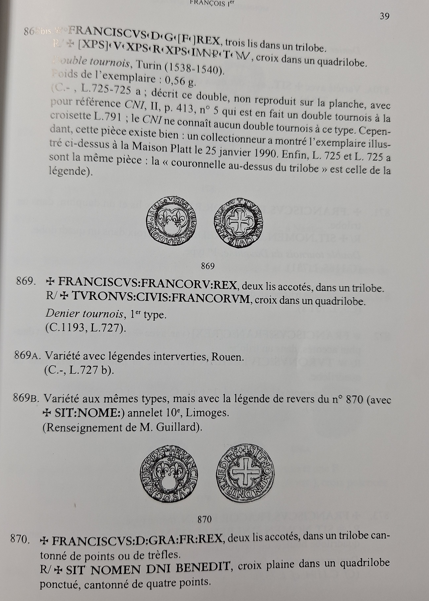 FRANÇOIS Ier
39
FRANCISCVS•D•G•[F•]REX, trois lis dans un trilobe.
R/ ✠ [XPS]•V•XPS•R•XPS•IMP•T• , croix dans un quadrilobe.
Double tournois, Turin (1538-1540).
Poids de l'exemplaire : 0,56 g.
(C.-, L.725-725 a ; décrit ce double, non reproduit sur la planche, avec
pour référence CNI, II, p. 413, n° 5 qui en fait un double tournois à la
croisette L.791 ; le CNI ne connaît aucun double tournois à ce type. Cepen-
dant, cette pièce existe bien : un collectionneur a montré l'exemplaire illus-
tré ci-dessus à la Maison Platt le 25 janvier 1990. Enfin, L. 725 et L. 725 a
sont la même pièce : la « couronnelle au-dessus du trilobe » est celle de la
légende).
869
869. ✠ FRANCISCVS:FRANCORV:REX, deux lis accotés, dans un trilobe.
R/ ✠ TVRONVS:CIVIS:FRANCORVM, croix dans un quadrilobe.
Denier tournois, 1er type.
(C.1193, L.727).
869A. Variété avec légendes interverties, Rouen.
(C.-, L.727 b).
869B. Variété aux mêmes types, mais avec la légende de revers du n° 870 (avec
✠ SIT:NOME:) annelet 10e, Limoges.
(Renseignement de M. Guillard).
870
870. ✠ FRANCISCVS:D:GRA:FR:REX, deux lis accotés, dans un trilobe can-
tonné de points ou de trèfles.
R/ ✠ SIT NOMEN DNI BENEDIT, croix plaine dans un quadrilobe
ponctué, cantonné de quatre points.